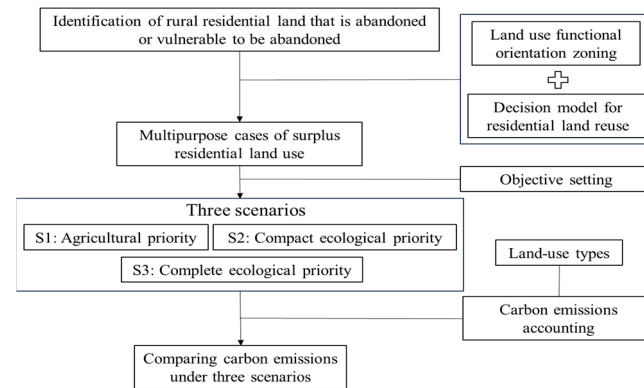 Identification of rural residential land that is abandoned
or vulnerable to be abandoned
Land use functional
orientation zoning
Decision model for
residential land reuse
Multipurpose cases of surplus
residential land use
Objective setting
Three scenarios
S1: Agricultural priority
S2: Compact ecological priority
S3: Complete ecological priority
Land-use types
Carbon emissions
accounting
Comparing carbon emissions
under three scenarios